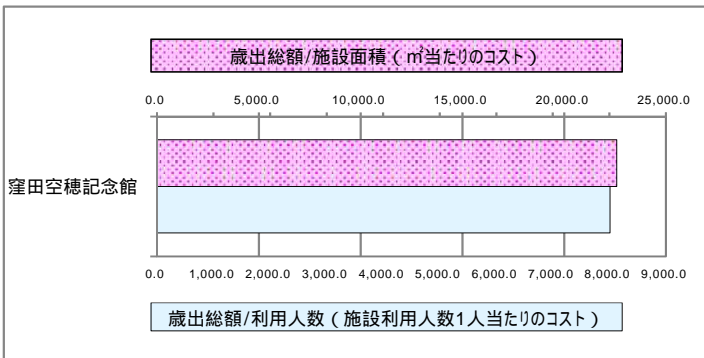 歳出総額/施設面積（㎡当たりのコスト）
0.0 5,000.0 10,000.0 15,000.0 20,000.0 25,000.0
窪田空穂記念館
0.0 1,000.0 2,000.0 3,000.0 4,000.0 5,000.0 6,000.0 7,000.0 8,000.0 9,000.0
歳出総額/利用人数（施設利用人数1人当たりのコスト）